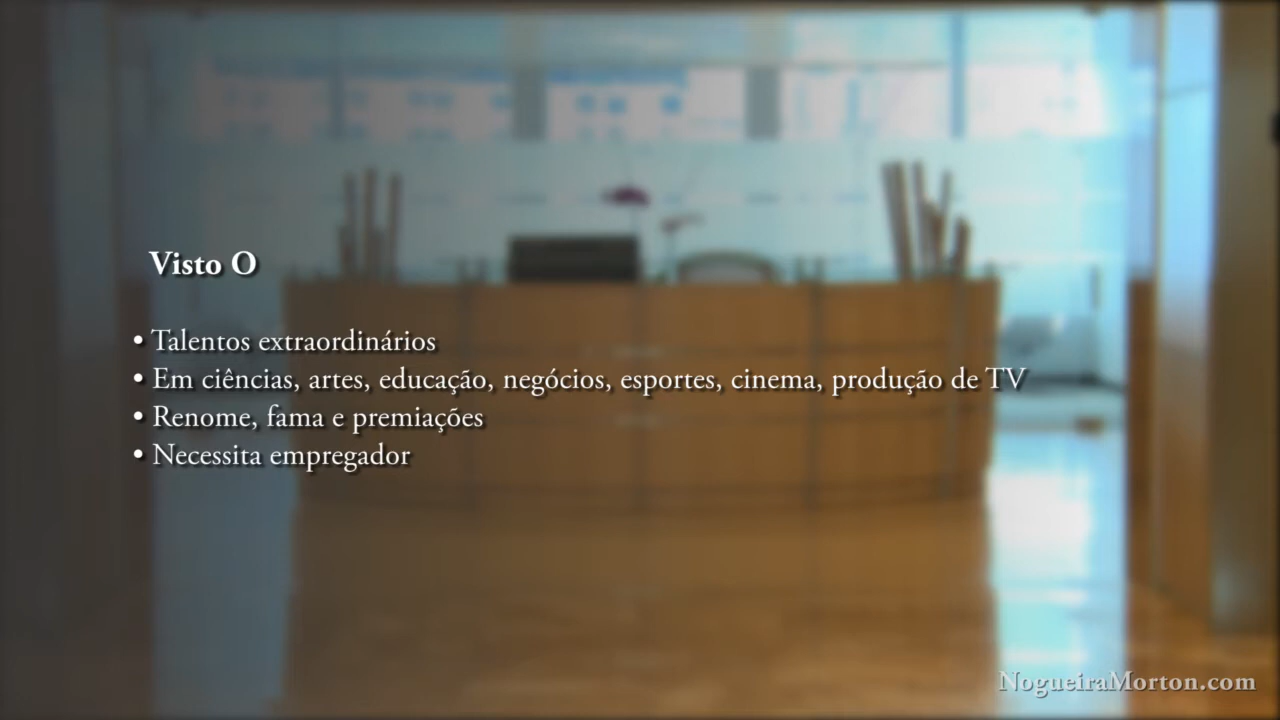 Visto O
• Talentos extraordinários
• Em ciências, artes, educação, negócios, esportes, cinema, produção de TV
• Renome, fama e premiações
• Necessita empregador
NogueiraMorton.com